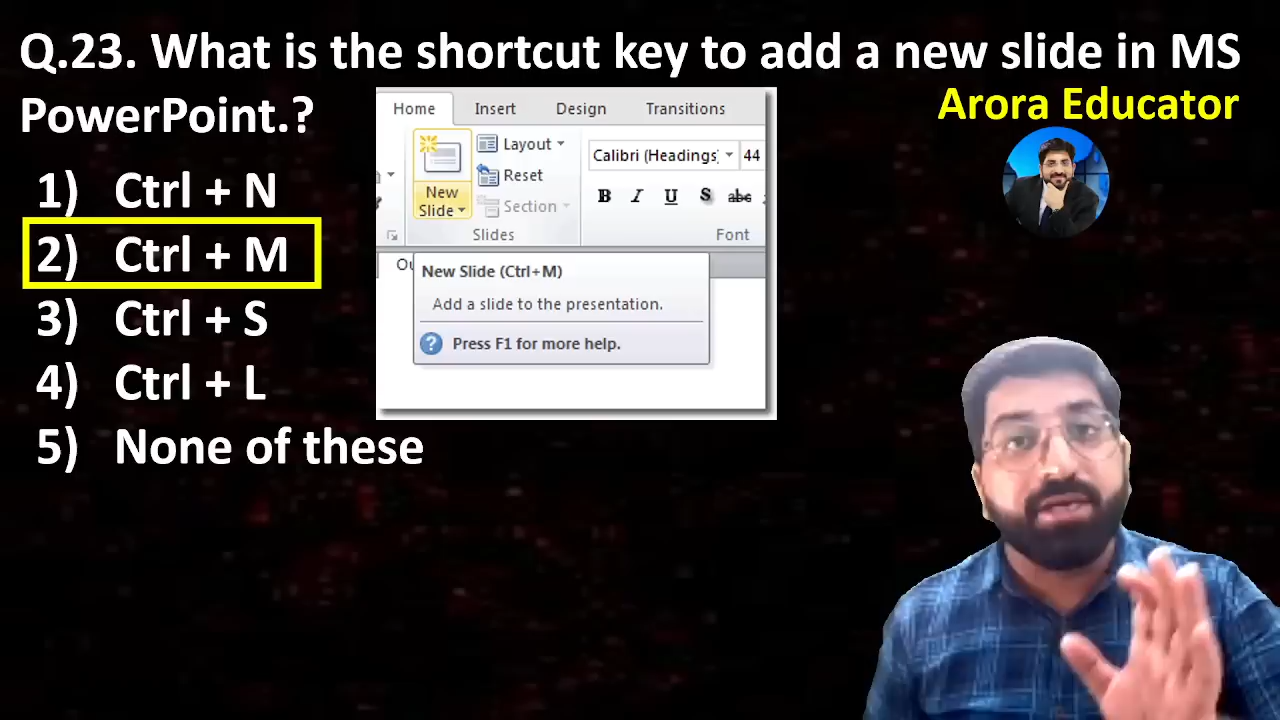 Q.23. What is the shortcut key to add a new slide in MS
PowerPoint.?
Arora Educator
1) Ctrl + N
2) Ctrl + M
3) Ctrl + S
4) Ctrl + L
5) None of these
Home Insert Design Transitions
Layout
Calibri (Headings) 44
Reset
New
Slide
B I U S abc
Section
Slides Font
Ou
New Slide (Ctrl+M)
Add a slide to the presentation.
? Press F1 for more help.